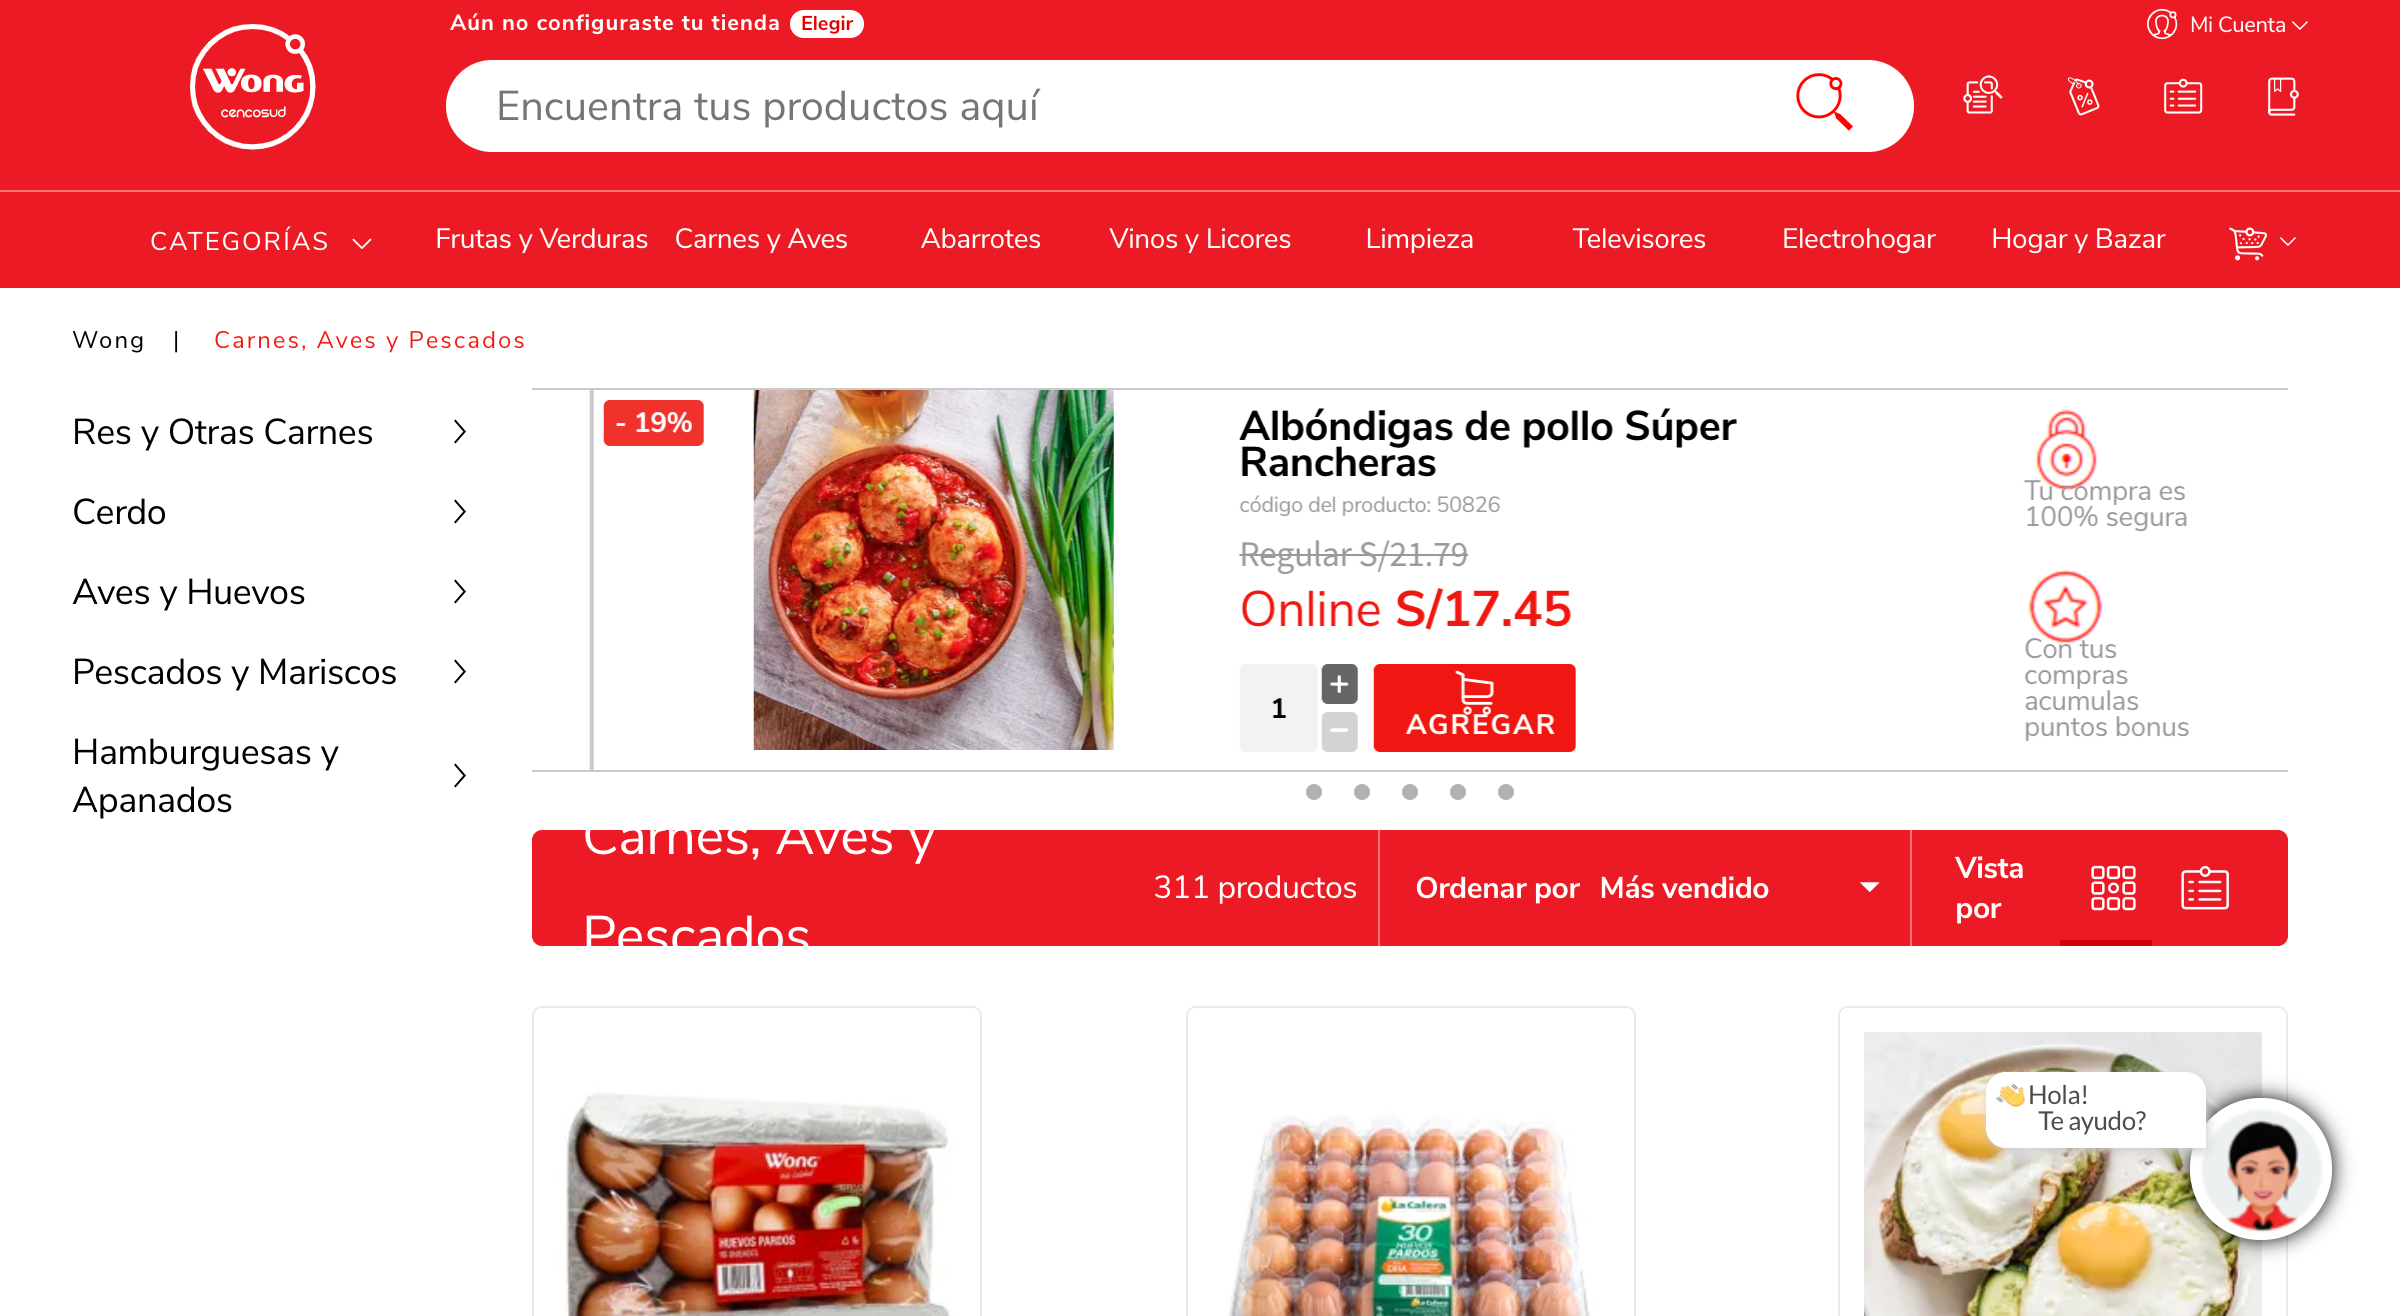 Aún no configuraste tu tienda Elegir
Mi Cuenta
Wong
cencosud
Encuentra tus productos aquí
CATEGORÍAS
Frutas y Verduras
Carnes y Aves
Abarrotes
Vinos y Licores
Limpieza
Televisores
Electrohogar
Hogar y Bazar
Wong | Carnes, Aves y Pescados
Res y Otras Carnes
Cerdo
Aves y Huevos
Pescados y Mariscos
Hamburguesas y
Apanados
- 19%
Albóndigas de pollo Súper
Rancheras
código del producto: 50826
Regular S/21.79
Online S/17.45
1
+
−
AGREGAR
Tu compra es
100% segura
Con tus
compras
acumulas
puntos bonus
Carnes, Aves y
Pescados
311 productos
Ordenar por Más vendido
Vista
por
Wong
HUEVOS PARDOS
La Calera
30
HUEVOS
PARDOS
La Calera
Hola!
Te ayudo?